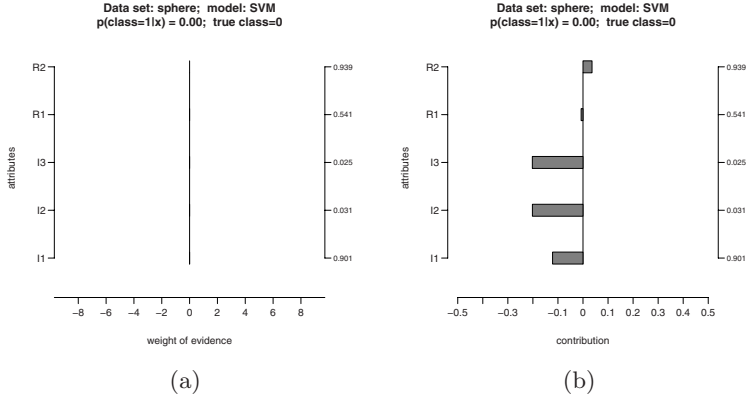 Data set: sphere; model: SVM
p(class=1|x) = 0.00; true class=0
attributes
R2
R1
I3
I2
I1
0.939
0.541
0.025
0.031
0.901
−8 −6 −4 −2 0 2 4 6 8
weight of evidence
(a)
Data set: sphere; model: SVM
p(class=1|x) = 0.00; true class=0
attributes
R2
R1
I3
I2
I1
0.939
0.541
0.025
0.031
0.901
−0.5 −0.3 −0.1 0 0.1 0.2 0.3 0.4 0.5
contribution
(b)